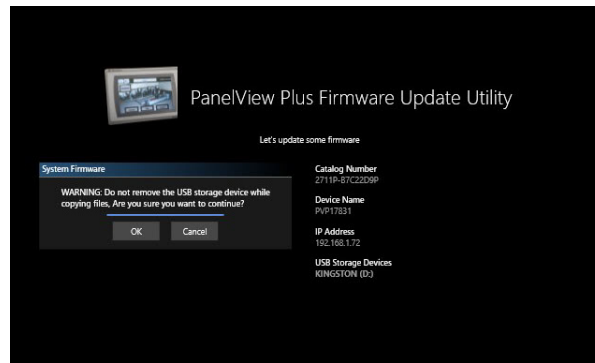 PanelView Plus Firmware Update Utility
Let's update some firmware
System Firmware
WARNING: Do not remove the USB storage device while
copying files, Are you sure you want to continue?
OK
Cancel
Catalog Number
2711P-B7C22D9P
Device Name
PVP17831
IP Address
192.168.1.72
USB Storage Devices
KINGSTON (D:)